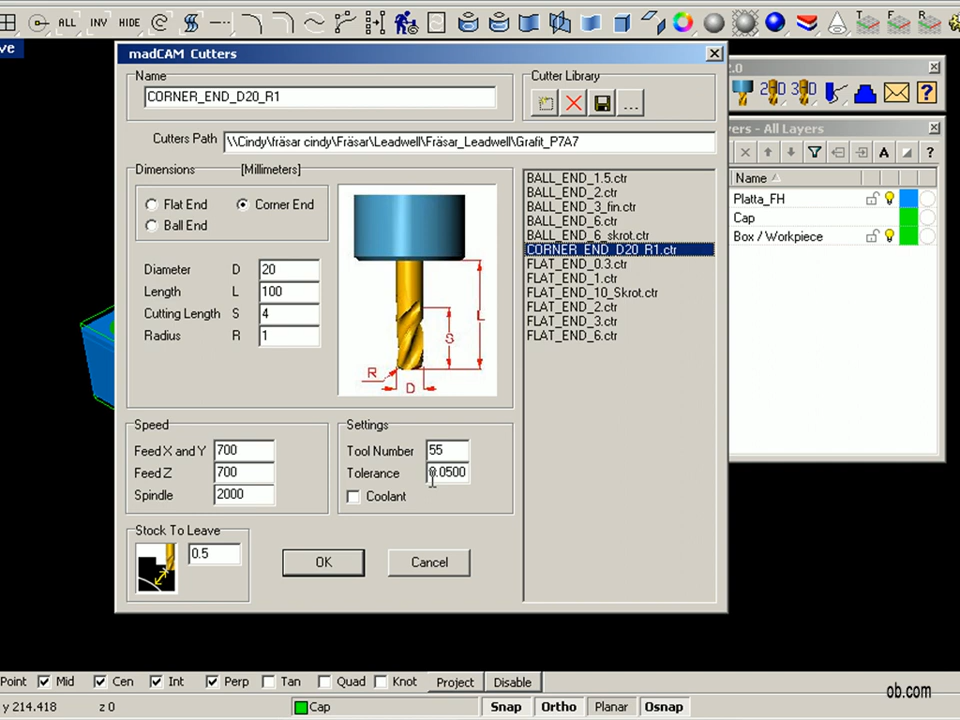 ALL
INV
HIDE
ve
madCAM Cutters
Name
CORNER_END_D20_R1
Cutter Library
...
Cutters Path
\\Cindy\fräsar cindy\Fräsar\Leadwell\Fräsar_Leadwell\Grafit_P7A7
Dimensions
[Millimeters]
Flat End
Corner End
Ball End
Diameter D 20
Length L 100
Cutting Length S 4
Radius R 1
L
S
R
D
BALL_END_1.5.ctr
BALL_END_2.ctr
BALL_END_3_fin.ctr
BALL_END_6.ctr
BALL_END_6_skrot.ctr
CORNER_END_D20_R1.ctr
FLAT_END_0.3.ctr
FLAT_END_1.ctr
FLAT_END_10_Skrot.ctr
FLAT_END_2.ctr
FLAT_END_3.ctr
FLAT_END_6.ctr
Speed
Feed X and Y 700
Feed Z 700
Spindle 2000
Settings
Tool Number 55
Tolerance 0.0500
Coolant
Stock To Leave
0.5
OK
Cancel
2.0
2D
3D
?
yers - All Layers
A
?
Name
Platta_FH
Cap
Box / Workpiece
Point
Mid
Cen
Int
Perp
Tan
Quad
Knot
Project
Disable
y 214.418
z 0
Cap
Snap
Ortho
Planar
Osnap
ob.com